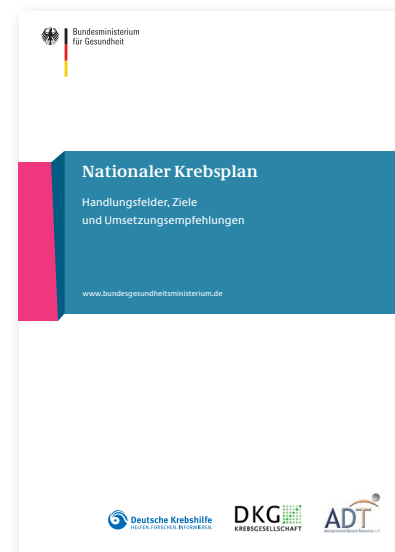 Bundesministerium
für Gesundheit
Nationaler Krebsplan
Handlungsfelder, Ziele
und Umsetzungsempfehlungen
www.bundesgesundheitsministerium.de
Deutsche Krebshilfe
HELFEN. FORSCHEN. INFORMIEREN.
DKG
KREBSGESELLSCHAFT
ADT